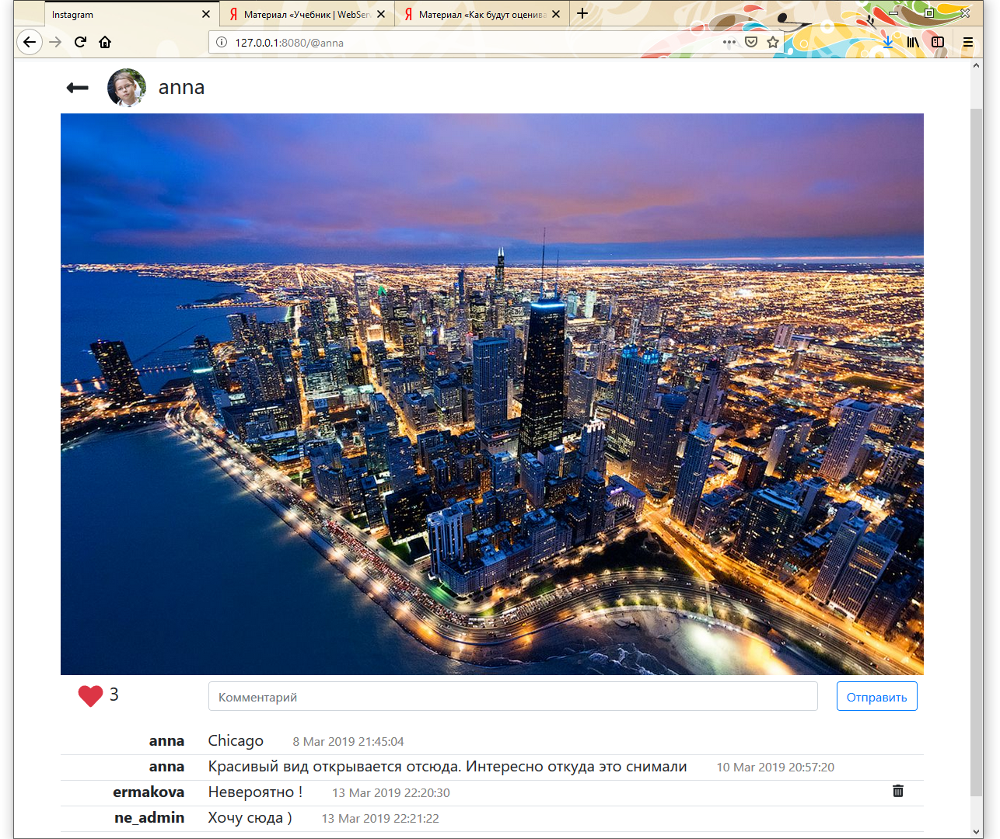 Instagram
Я Материал «Учебник | WebSer
Я Материал «Как будут оценива
127.0.0.1:8080/@anna
anna
3
Комментарий
Отправить
anna Chicago 8 Mar 2019 21:45:04
anna Красивый вид открывается отсюда. Интересно откуда это снимали 10 Mar 2019 20:57:20
ermakova Невероятно ! 13 Mar 2019 22:20:30
ne_admin Хочу сюда ) 13 Mar 2019 22:21:22